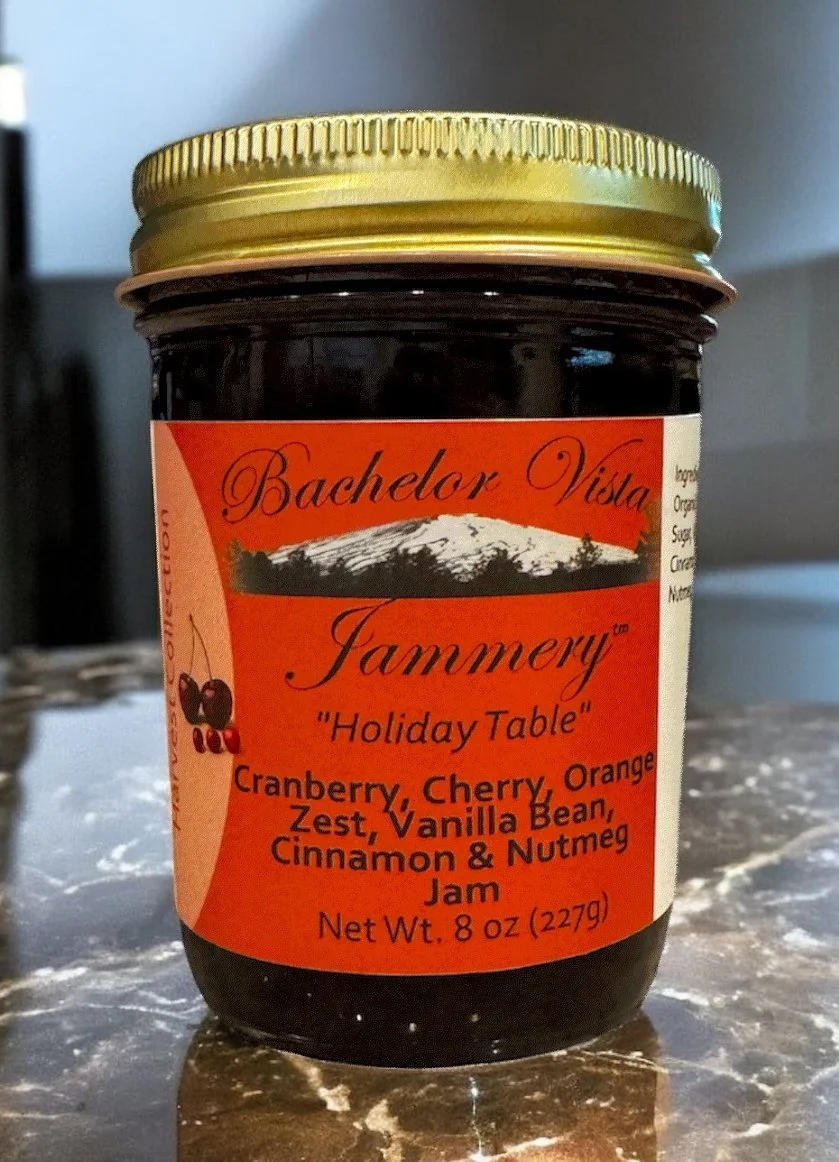 Bachelor Vista
Jammery™
"Holiday Table"
Cranberry, Cherry, Orange
Zest, Vanilla Bean,
Cinnamon & Nutmeg
Jam
Net Wt. 8 oz (227g)
Harvest Collection
Sugar,